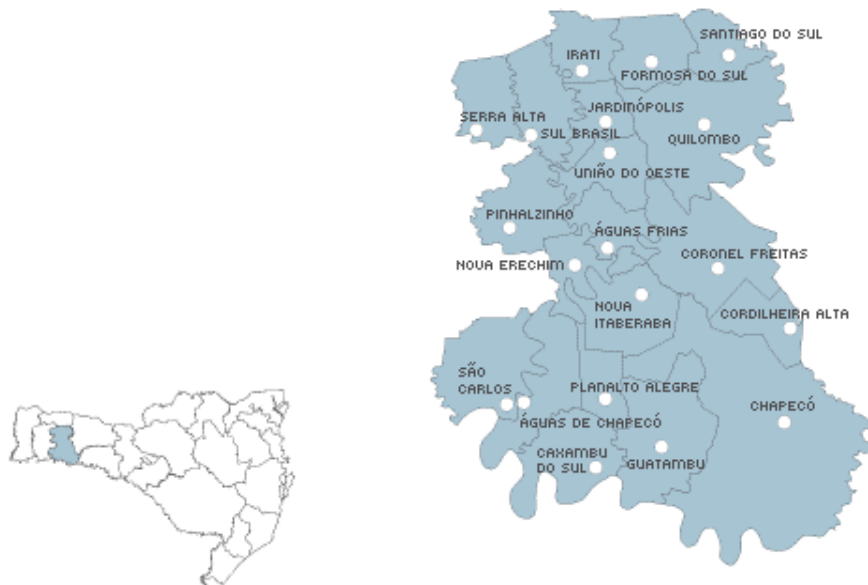 SANTIAGO DO SUL
IRATI
FORMOSA DO SUL
JARDINÓPOLIS
SERRA ALTA
SUL BRASIL
QUILOMBO
UNIÃO DO OESTE
PINHALZINHO
ÁGUAS FRIAS
CORONEL FREITAS
NOVA ERECHIM
NOVA
ITABERABA
CORDILHEIRA ALTA
SÃO
CARLOS
PLANALTO ALEGRE
CHAPECÓ
ÁGUAS DE CHAPECÓ
CAXAMBU
DO SUL
GUATAMBU